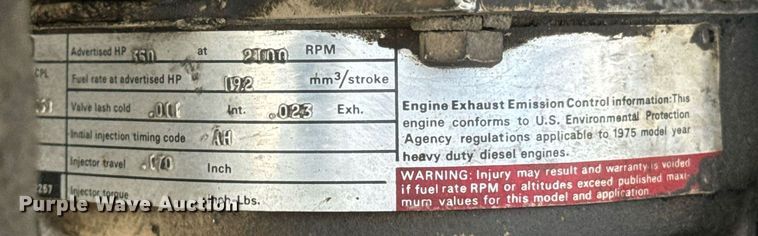 Advertised HP 350 at 2100 RPM
CPL Fuel rate at advertised HP 192 mm³/stroke
Valve lash cold Int. .023 Exh.
Initial injection timing code AH
Injector travel .170 Inch
2267 Injector torque Inch-Lbs.
Engine Exhaust Emission Control information: This
engine conforms to U.S. Environmental Protection
Agency regulations applicable to 1975 model year
heavy duty diesel engines.
WARNING: Injury may result and warranty is voided
if fuel rate RPM or altitudes exceed published maxi-
mum values for this model and application.
Purple Wave Auction